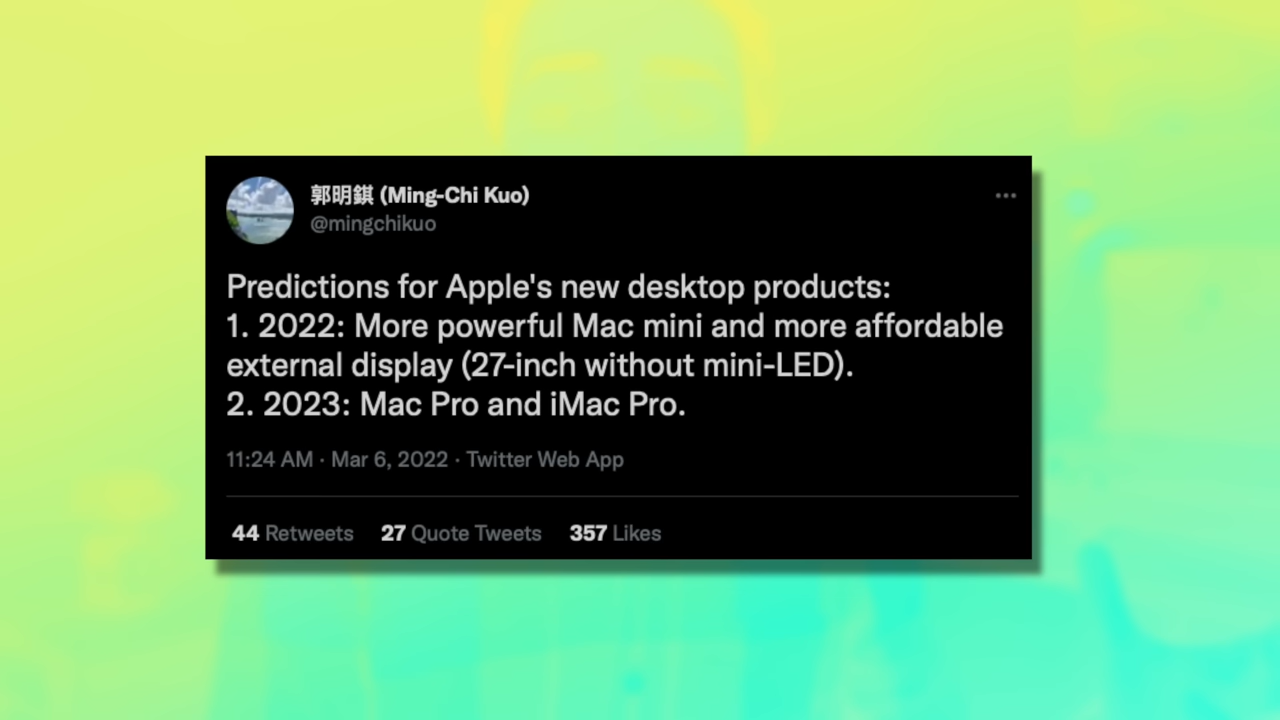 郭明錤 (Ming-Chi Kuo)
@mingchikuo
Predictions for Apple's new desktop products:
1. 2022: More powerful Mac mini and more affordable
external display (27-inch without mini-LED).
2. 2023: Mac Pro and iMac Pro.
11:24 AM · Mar 6, 2022 · Twitter Web App
44 Retweets 27 Quote Tweets 357 Likes